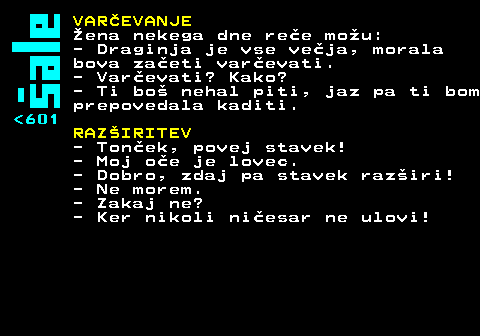 šale
<601
VARČEVANJE
Žena nekega dne reče možu:
- Draginja je vse večja, morala
bova začeti varčevati.
- Varčevati? Kako?
- Ti boš nehal piti, jaz pa ti bom
prepovedala kaditi.
RAZŠIRITEV
- Tonček, povej stavek!
- Moj oče je lovec.
- Dobro, zdaj pa stavek razširi!
- Ne morem.
- Zakaj ne?
- Ker nikoli ničesar ne ulovi!